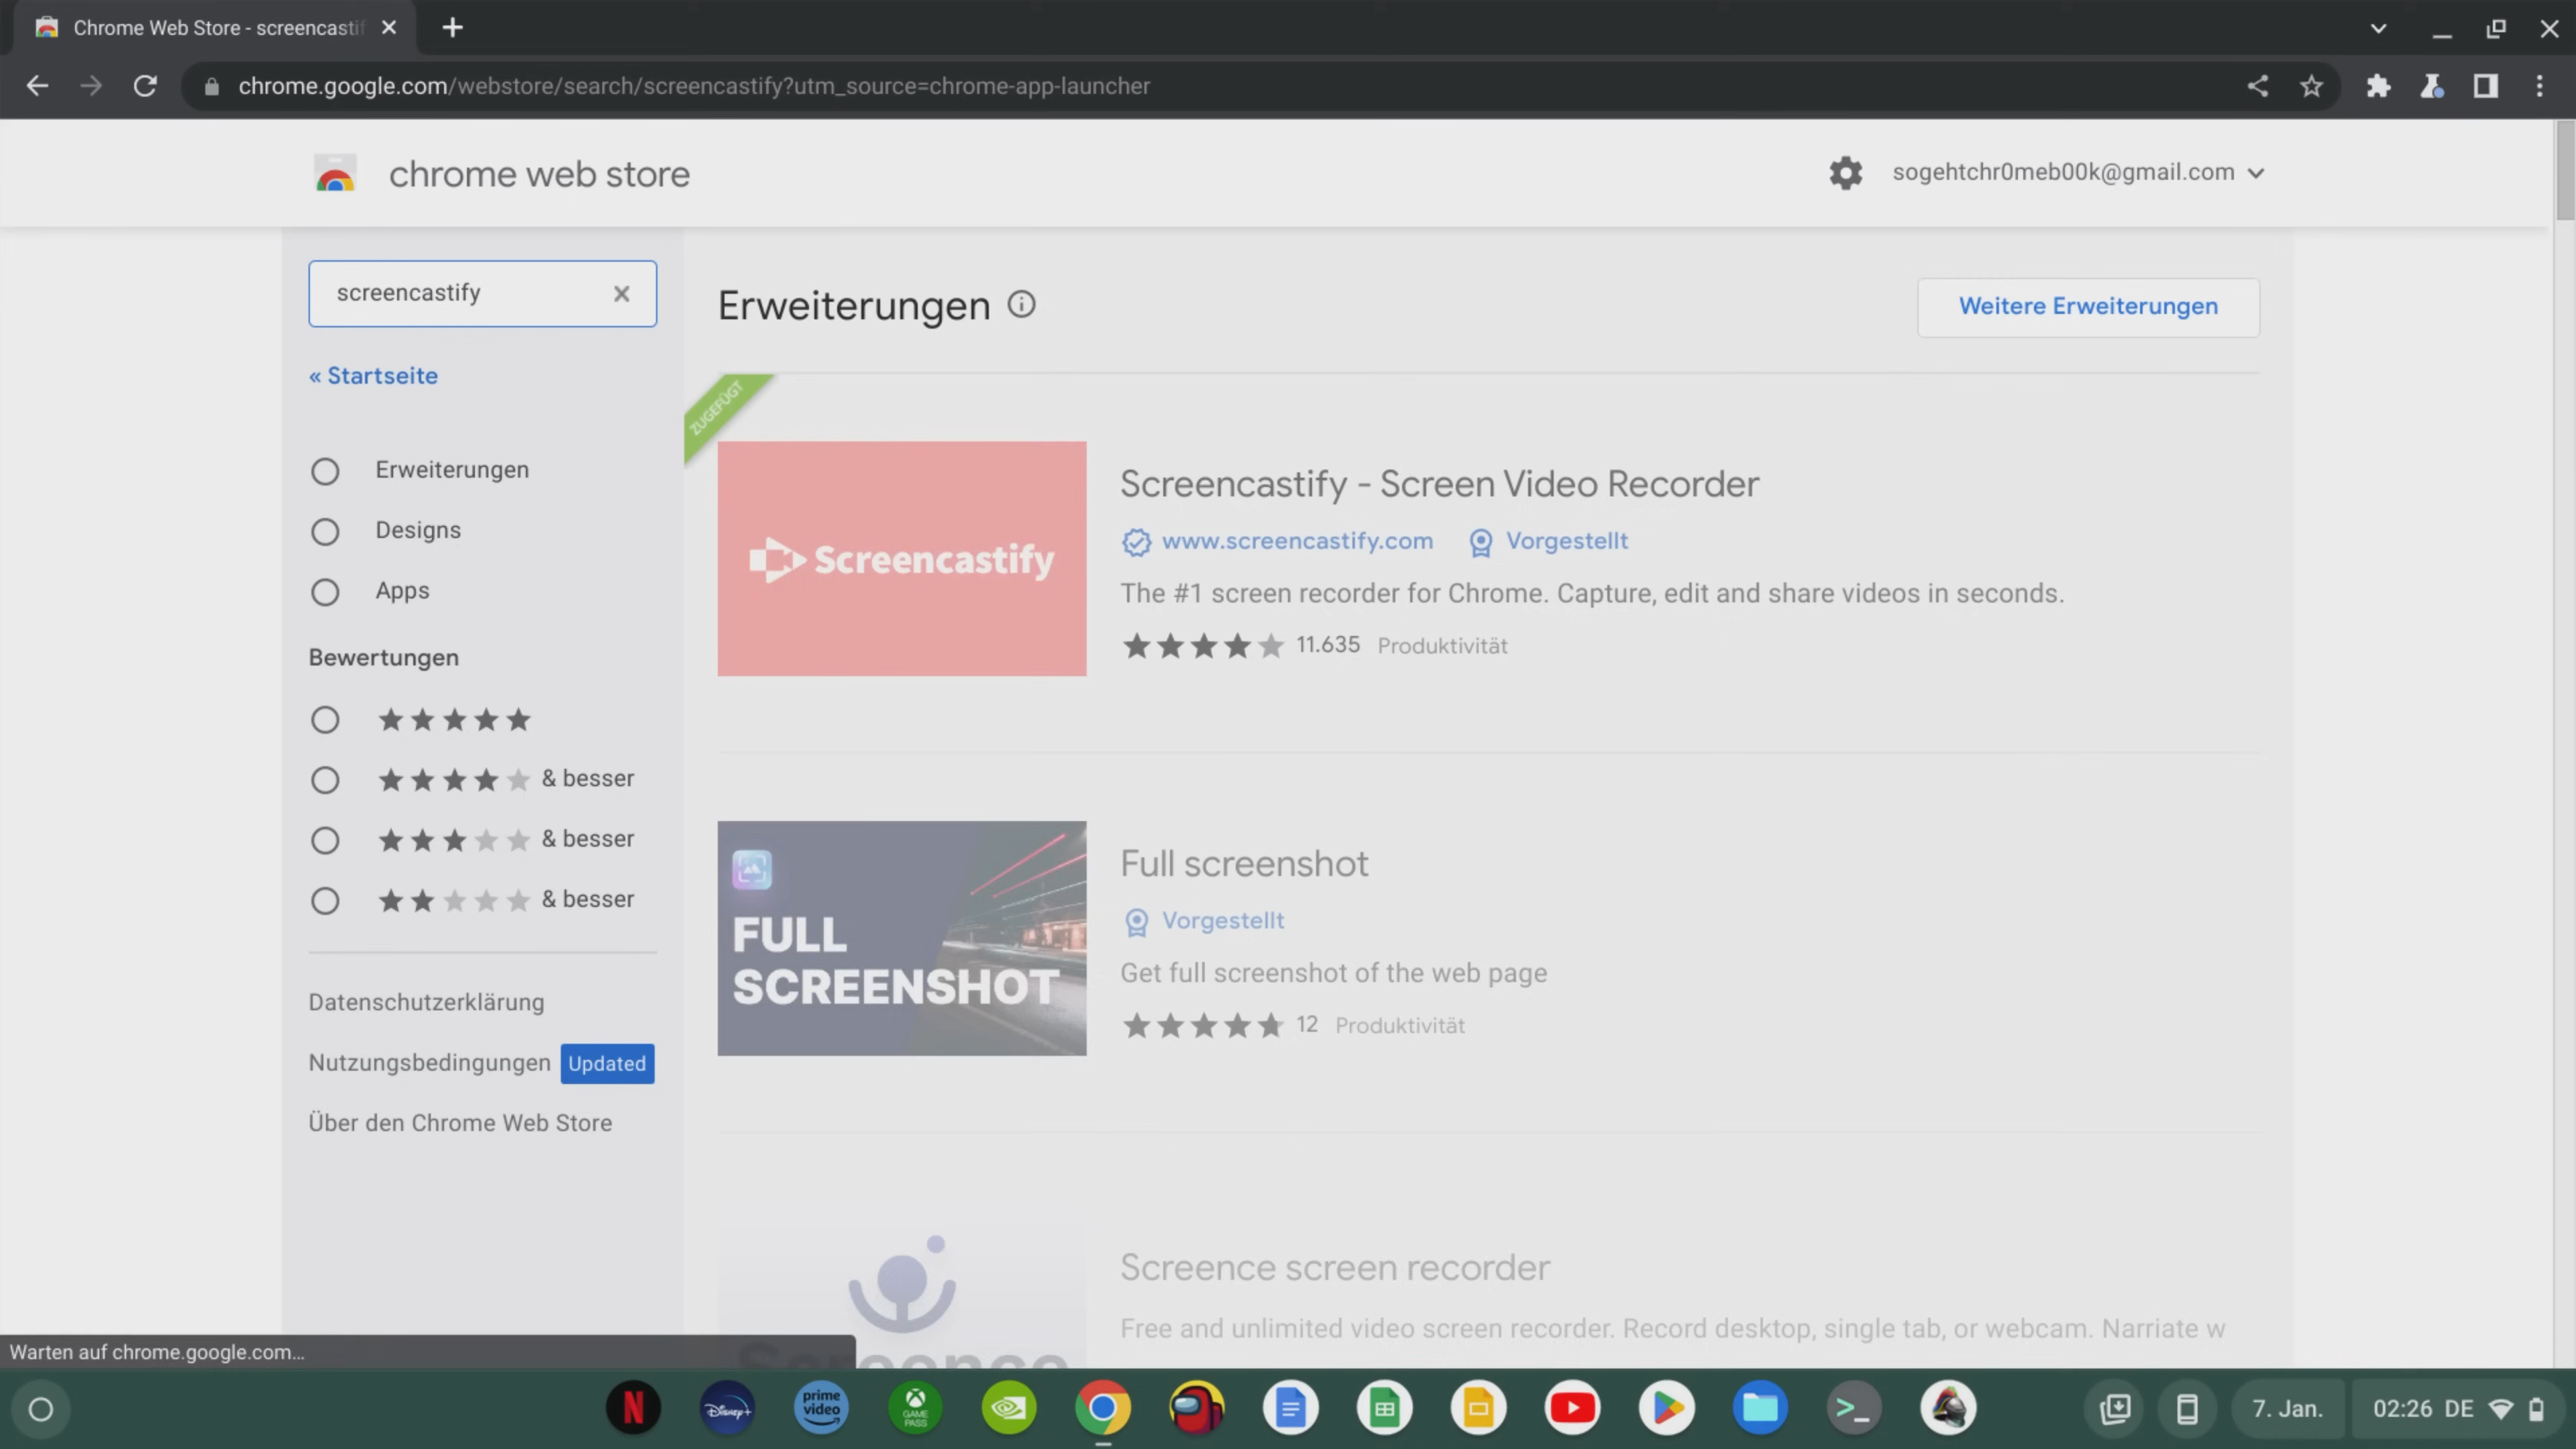 Chrome Web Store - screencastif
chrome.google.com/webstore/search/screencastify?utm_source=chrome-app-launcher
chrome web store
sogehtchr0meb00k@gmail.com
screencastify
« Startseite
Erweiterungen
Designs
Apps
Bewertungen
& besser
& besser
& besser
Datenschutzerklärung
Nutzungsbedingungen Updated
Über den Chrome Web Store
Erweiterungen
Weitere Erweiterungen
ZUGEFÜGT
Screencastify
Screencastify - Screen Video Recorder
www.screencastify.com Vorgestellt
The #1 screen recorder for Chrome. Capture, edit and share videos in seconds.
11.635 Produktivität
FULL
SCREENSHOT
Full screenshot
Vorgestellt
Get full screenshot of the web page
12 Produktivität
Screence
Screence screen recorder
Free and unlimited video screen recorder. Record desktop, single tab, or webcam. Narriate w
Warten auf chrome.google.com...
N
Disney+
prime
video
GAME
PASS
7. Jan.
02:26 DE